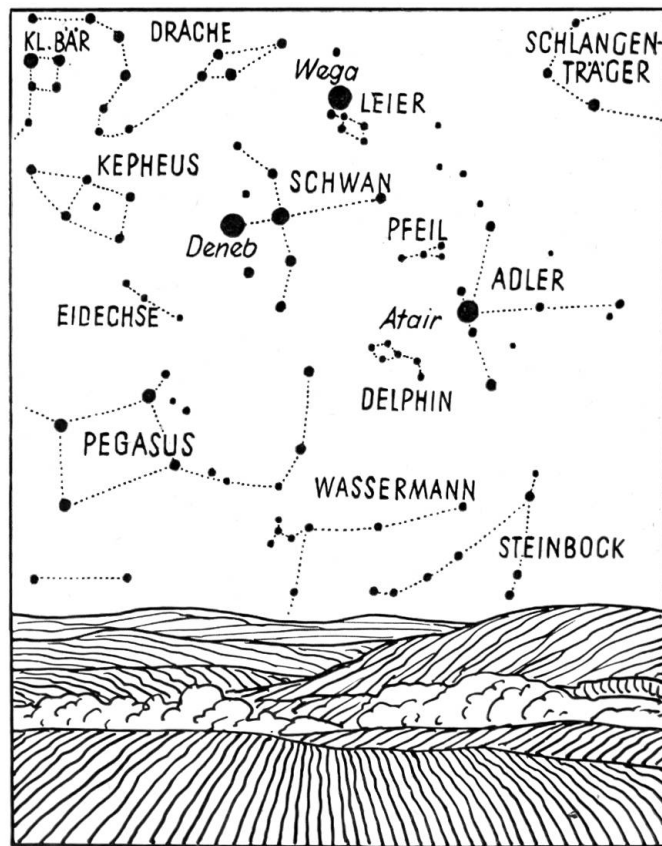 KL. BÄR
DRACHE
Wega
LEIER
SCHLANGEN-
TRÄGER
KEPHEUS
SCHWAN
Deneb
PFEIL
ADLER
EIDECHSE
Atair
DELPHIN
PEGASUS
WASSERMANN
STEINBOCK